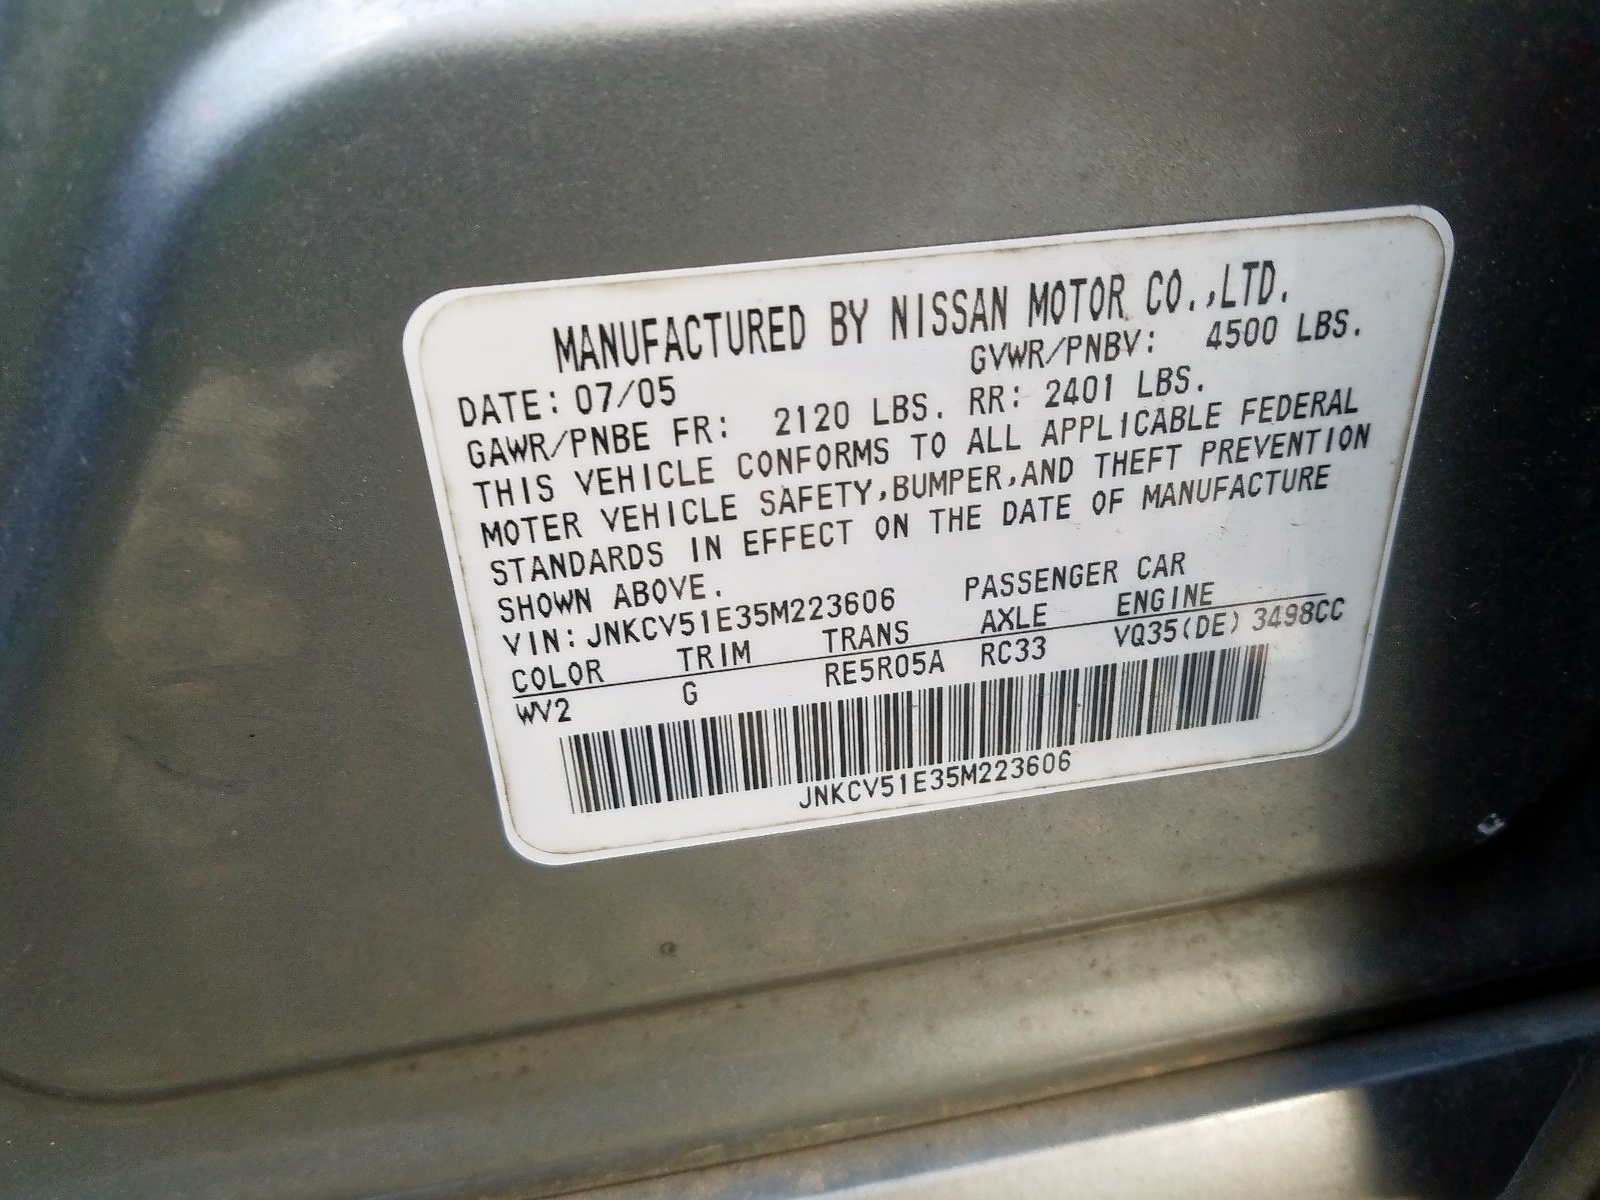 MANUFACTURED BY NISSAN MOTOR CO.,LTD.
DATE: 07/05 GVWR/PNBV: 4500 LBS.
GAWR/PNBE FR: 2120 LBS. RR: 2401 LBS.
THIS VEHICLE CONFORMS TO ALL APPLICABLE FEDERAL
MOTER VEHICLE SAFETY,BUMPER,AND THEFT PREVENTION
STANDARDS IN EFFECT ON THE DATE OF MANUFACTURE
SHOWN ABOVE.
VIN: JNKCV51E35M223606 PASSENGER CAR
COLOR TRIM TRANS AXLE ENGINE
WV2 G RE5R05A RC33 VQ35(DE) 3498CC
JNKCV51E35M223606